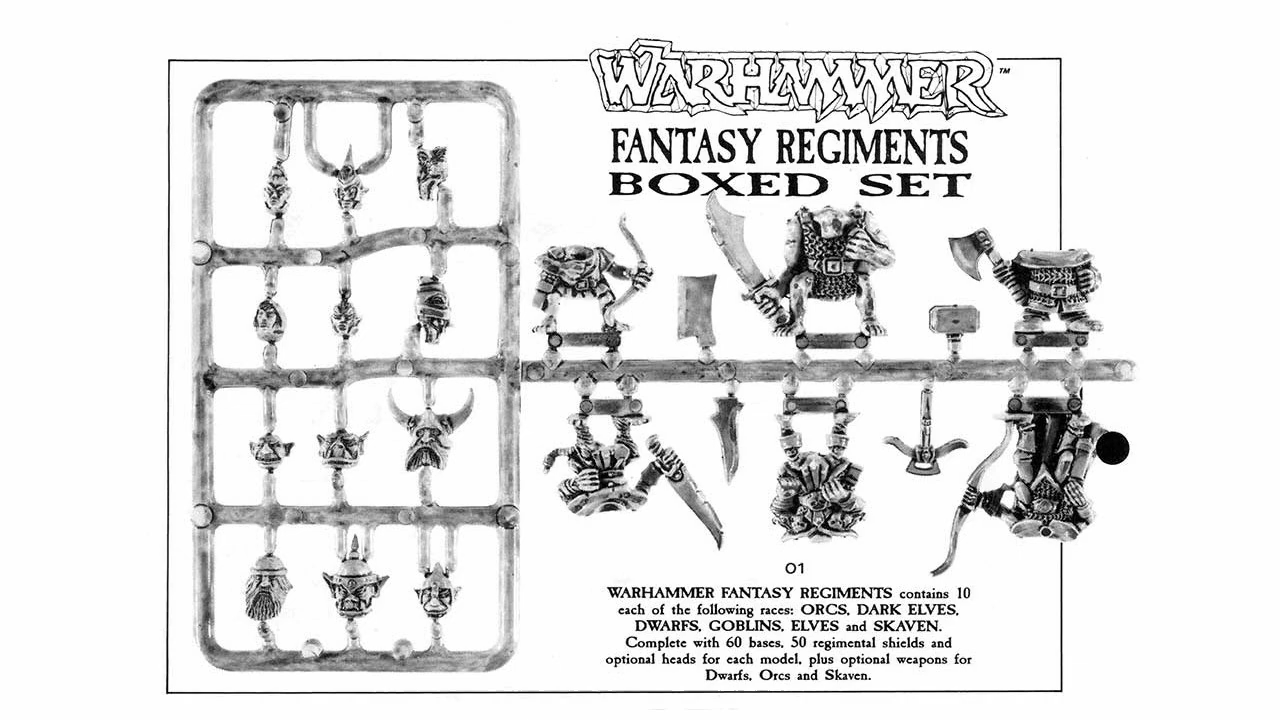 WARHAMMER™
FANTASY REGIMENTS
BOXED SET
01
WARHAMMER FANTASY REGIMENTS contains 10
each of the following races: ORCS, DARK ELVES,
DWARFS, GOBLINS, ELVES and SKAVEN.
Complete with 60 bases, 50 regimental shields and
optional heads for each model, plus optional weapons for
Dwarfs, Orcs and Skaven.